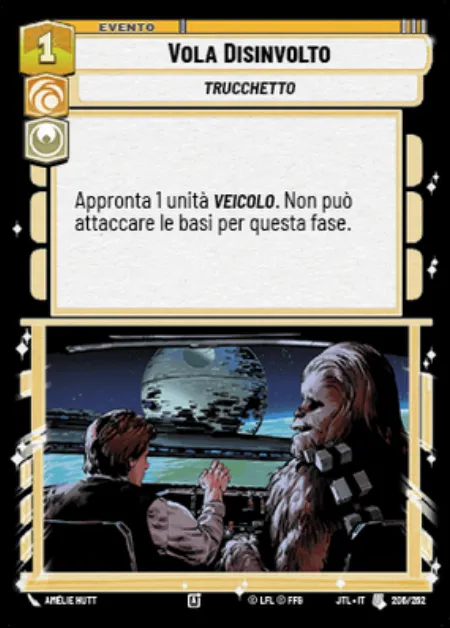 EVENTO
1
VOLA DISINVOLTO
TRUCCHETTO
Appronta 1 unità VEICOLO. Non può
attaccare le basi per questa fase.
AMÉLIE HUTT
A
© LFL © FFG
JTL • IT
206/262